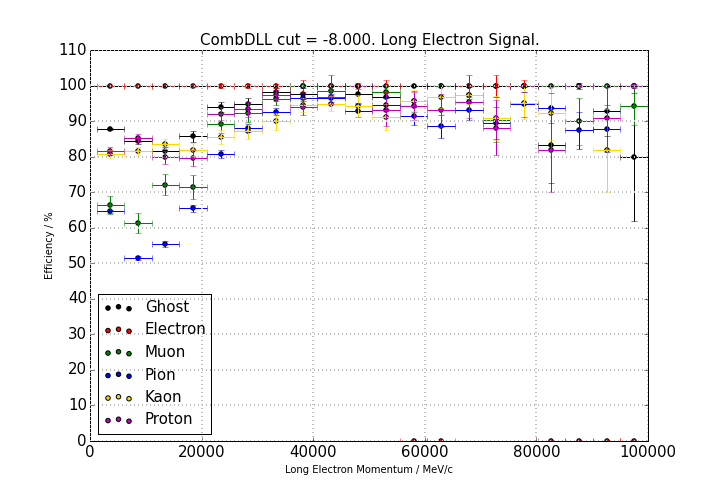 CombDLL cut = -8.000. Long Electron Signal.
110
100
90
80
70
60
50
40
30
20
10
0
Efficiency / %
Ghost
Electron
Muon
Pion
Kaon
Proton
0 20000 40000 60000 80000 100000
Long Electron Momentum / MeV/c